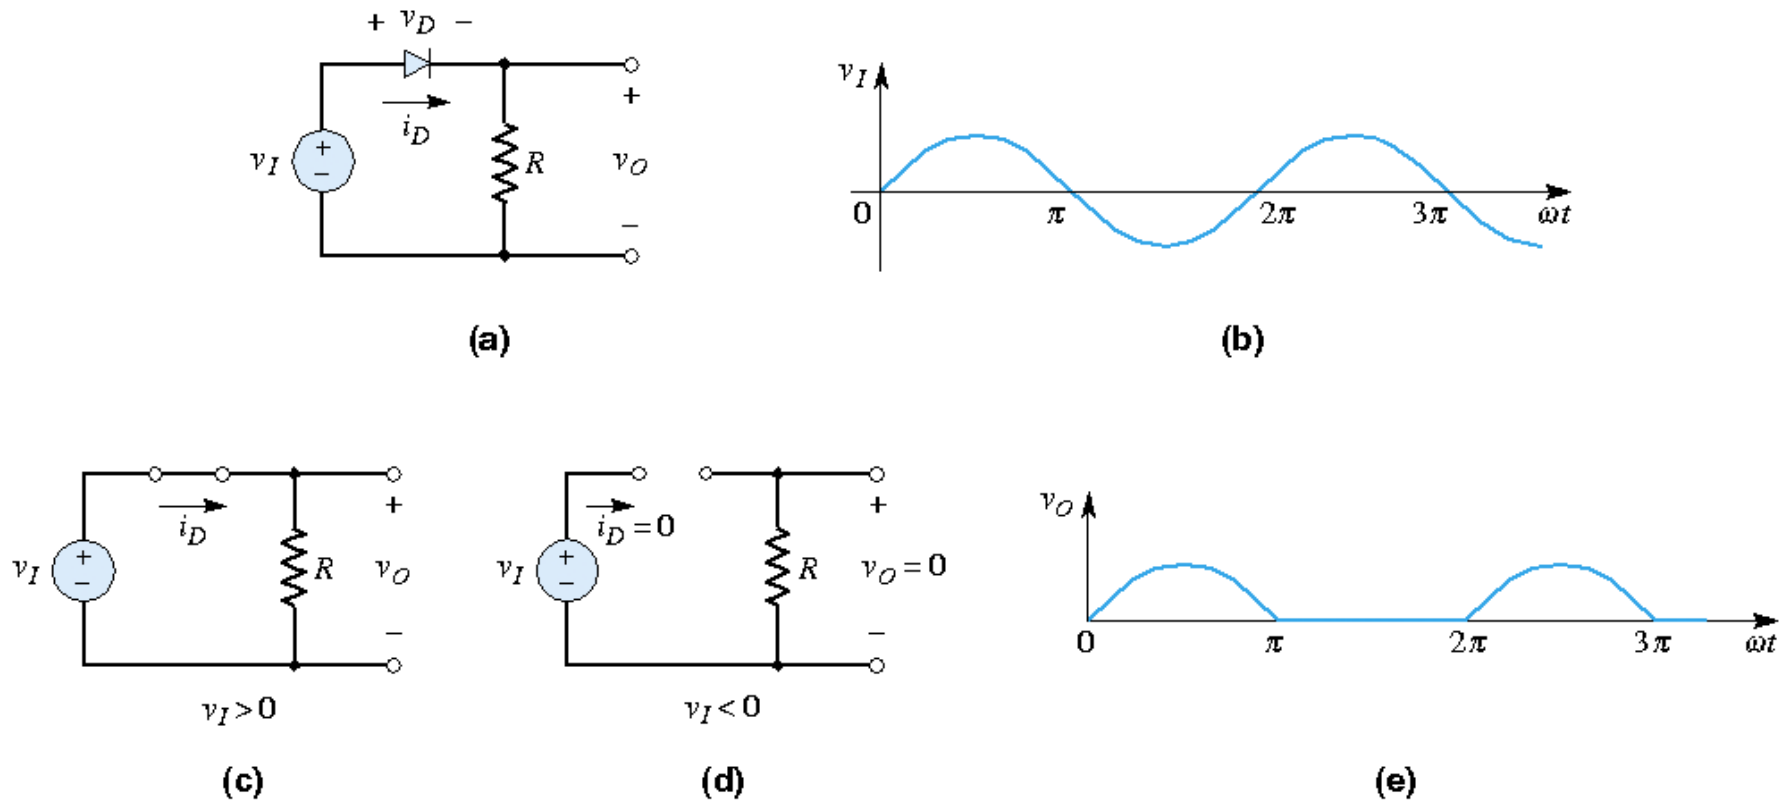 + v_D −
v_I
+
−
i_D
R
+
v_O
−
(a)
v_I
0
π
2π
3π
ωt
(b)
v_I
+
−
i_D
R
+
v_O
−
v_I > 0
(c)
v_I
+
−
i_D = 0
R
+
v_O = 0
−
v_I < 0
(d)
v_O
0
π
2π
3π
ωt
(e)